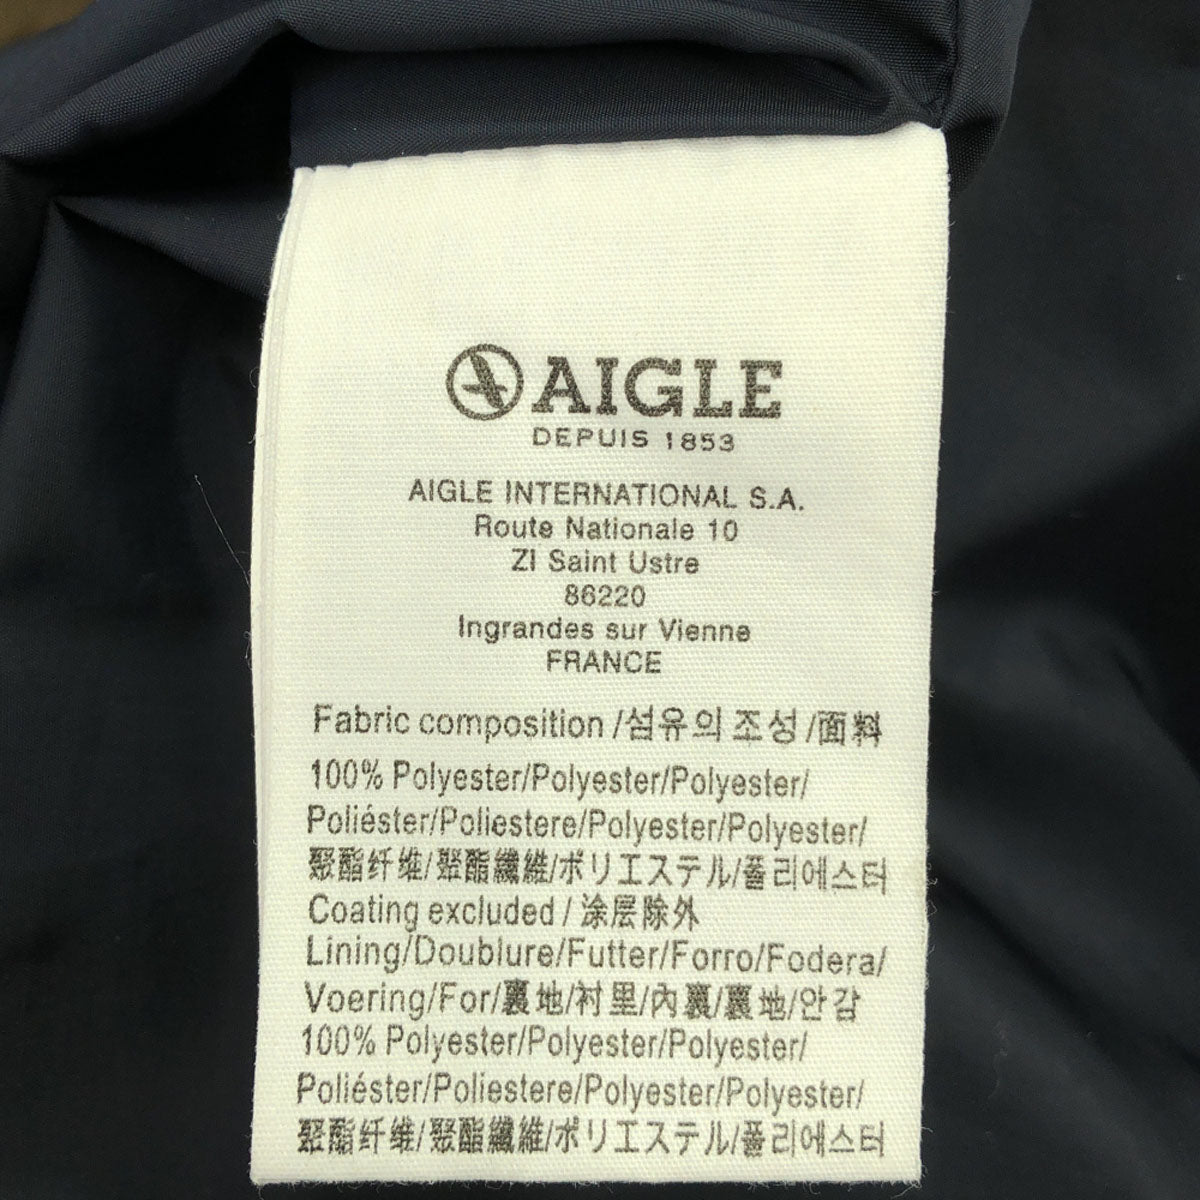 AIGLE
DEPUIS 1853
AIGLE INTERNATIONAL S.A.
Route Nationale 10
ZI Saint Ustre
86220
Ingrandes sur Vienne
FRANCE
Fabric composition/섬유의 조성/面料
100% Polyester/Polyester/Polyester/
Poliéster/Poliestere/Polyester/Polyester/
聚酯纤维/聚酯纖維/ポリエステル/폴리에스터
Coating excluded/涂层除外
Lining/Doublure/Futter/Forro/Fodera/
Voering/For/裏地/衬里/內裏/裏地/안감
100% Polyester/Polyester/Polyester/
Poliéster/Poliestere/Polyester/Polyester/
聚酯纤维/聚酯纖維/ポリエステル/폴리에스터